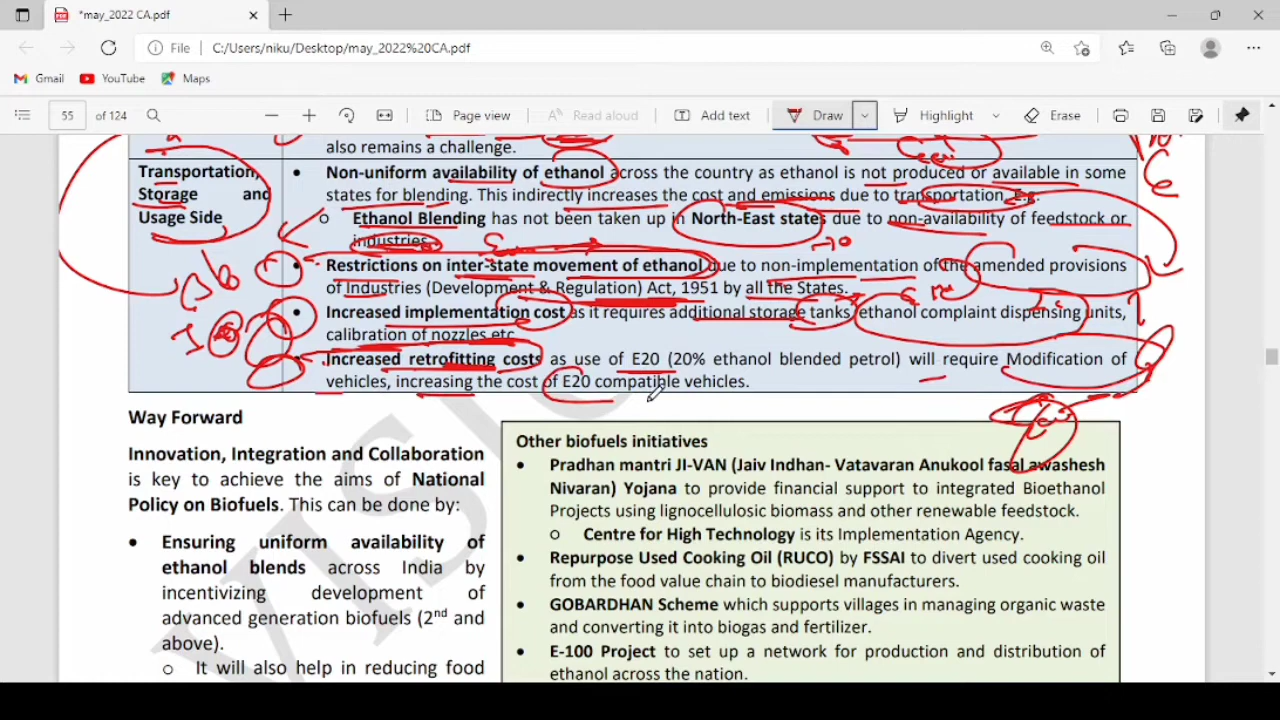 *may_2022 CA.pdf
File | C:/Users/niku/Desktop/may_2022%20CA.pdf
Gmail YouTube Maps
55 of 124 Page view Read aloud Add text Draw Highlight Erase
also remains a challenge.
Transportation,
Storage and
Usage Side
• Non-uniform availability of ethanol across the country as ethanol is not produced or available in some
states for blending. This indirectly increases the cost and emissions due to transportation. E.g.
o Ethanol Blending has not been taken up in North-East states due to non-availability of feedstock or
industries.
• Restrictions on inter-state movement of ethanol due to non-implementation of the amended provisions
of Industries (Development & Regulation) Act, 1951 by all the States.
• Increased implementation cost as it requires additional storage tanks, ethanol complaint dispensing units,
calibration of nozzles etc
• Increased retrofitting costs as use of E20 (20% ethanol blended petrol) will require Modification of
vehicles, increasing the cost of E20 compatible vehicles.
Way Forward
Innovation, Integration and Collaboration
is key to achieve the aims of National
Policy on Biofuels. This can be done by:
• Ensuring uniform availability of
ethanol blends across India by
incentivizing development of
advanced generation biofuels (2nd and
above).
o It will also help in reducing food
Other biofuels initiatives
• Pradhan mantri JI-VAN (Jaiv Indhan- Vatavaran Anukool fasal awashesh
Nivaran) Yojana to provide financial support to integrated Bioethanol
Projects using lignocellulosic biomass and other renewable feedstock.
o Centre for High Technology is its Implementation Agency.
• Repurpose Used Cooking Oil (RUCO) by FSSAI to divert used cooking oil
from the food value chain to biodiesel manufacturers.
• GOBARDHAN Scheme which supports villages in managing organic waste
and converting it into biogas and fertilizer.
• E-100 Project to set up a network for production and distribution of
ethanol across the nation.